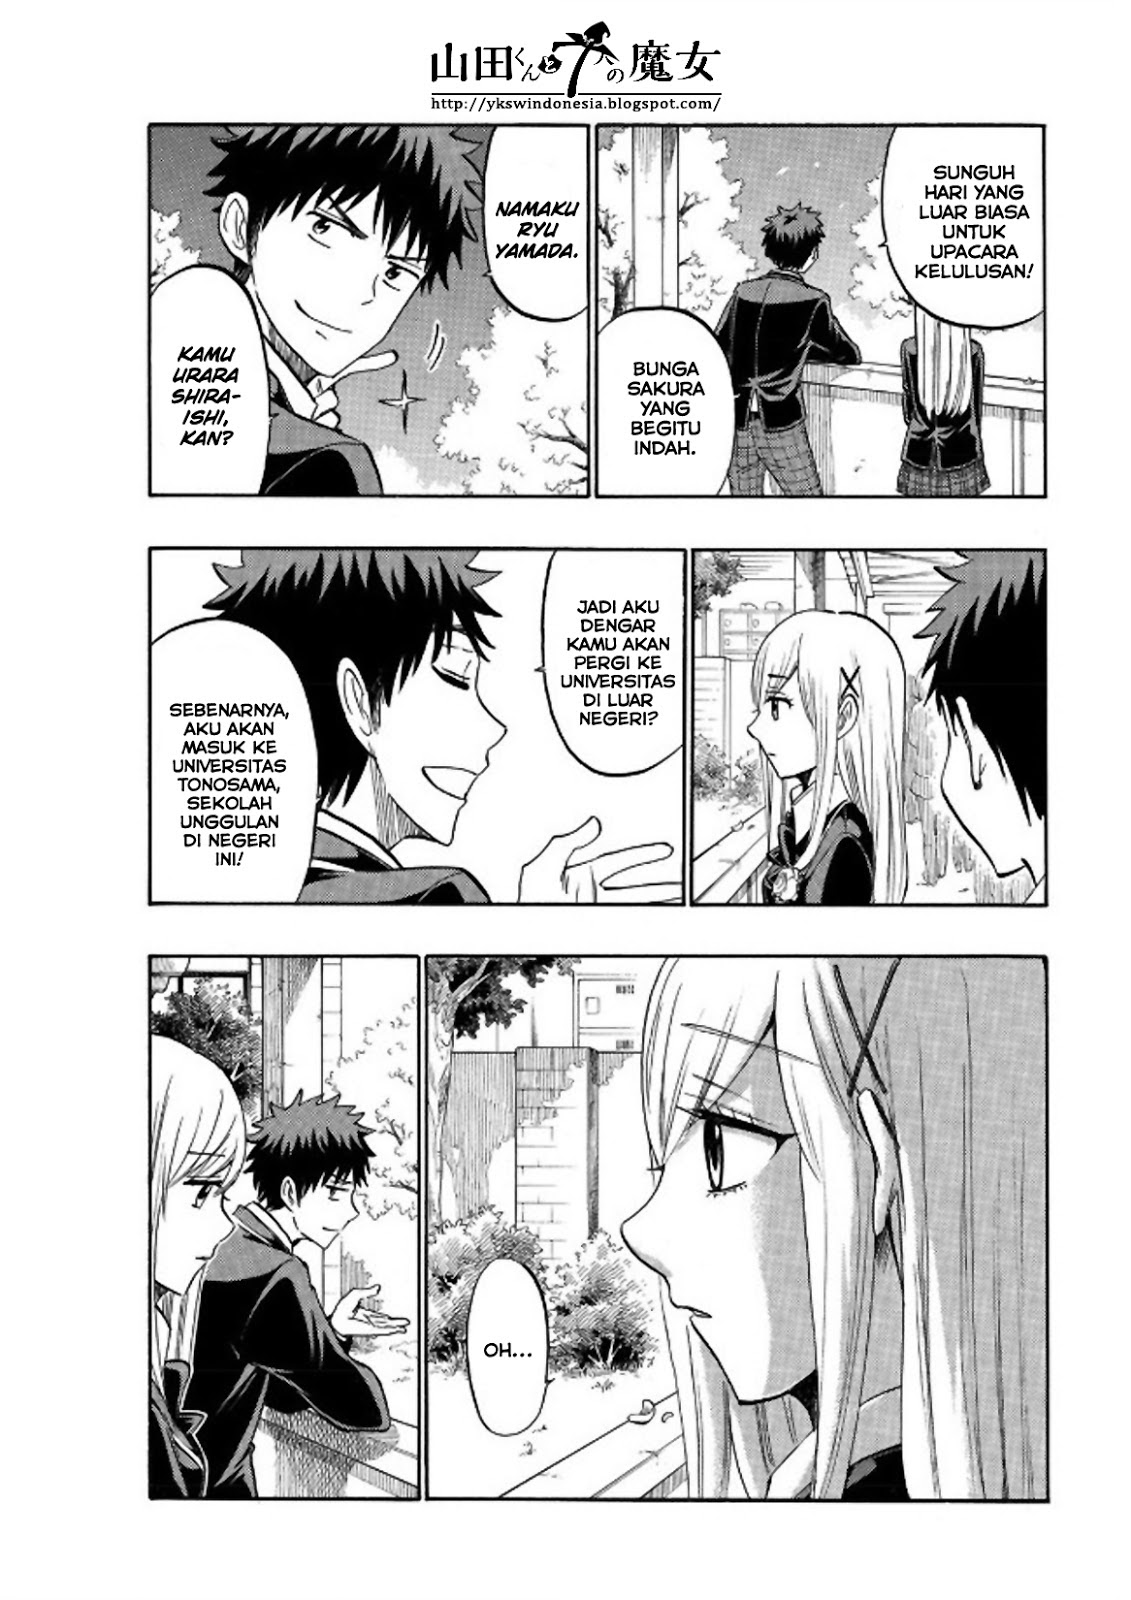 山田くんと7人の魔女
http://ykswindonesia.blogspot.com/
SUNGUH
HARI YANG
LUAR BIASA
UNTUK
UPACARA
KELULUSAN!
BUNGA
SAKURA
YANG
BEGITU
INDAH.
NAMAKU
RYU
YAMADA.
KAMU
URARA
SHIRA-
ISHI,
KAN?
JADI AKU
DENGAR
KAMU AKAN
PERGI KE
UNIVERSITAS
DI LUAR
NEGERI?
SEBENARNYA,
AKU AKAN
MASUK KE
UNIVERSITAS
TONOSAMA,
SEKOLAH
UNGGULAN
DI NEGERI
INI!
OH...